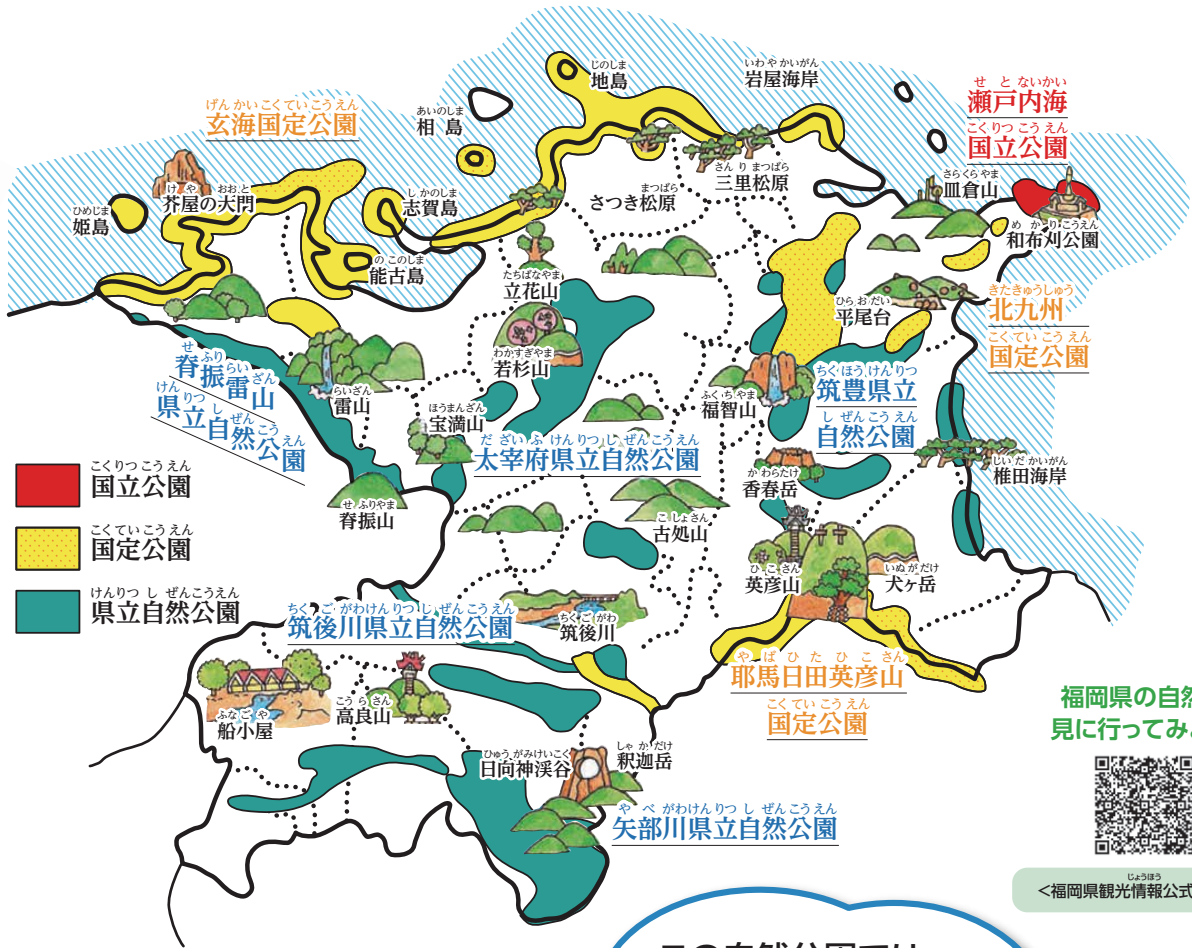 げんかいこくていこうえん
玄海国定公園
じのしま
地島
いわやかいがん
岩屋海岸
せとないかい
瀬戸内海
こくりつこうえん
国立公園
あいのしま
相島
けやおおと
芥屋の大門
ひめじま
姫島
しかのしま
志賀島
のこのしま
能古島
まつばら
さつき松原
さんりまつばら
三里松原
さらくらやま
皿倉山
めかりこうえん
和布刈公園
たちばなやま
立花山
ひらおだい
平尾台
きたきゅうしゅう
北九州
こくていこうえん
国定公園
わかすぎやま
若杉山
せふりらいざん
脊振雷山
けんりつしぜんこうえん
県立自然公園
らいざん
雷山
ほうまんざん
宝満山
ふくちやま
福智山
ちくほうけんりつ
筑豊県立
しぜんこうえん
自然公園
だざいふけんりつしぜんこうえん
太宰府県立自然公園
かわらだけ
香春岳
じいだかいがん
椎田海岸
こくりつこうえん
国立公園
こくていこうえん
国定公園
けんりつしぜんこうえん
県立自然公園
せふりやま
脊振山
こしょさん
古処山
ひこさん
英彦山
いぬがだけ
犬ヶ岳
ちくごがわけんりつしぜんこうえん
筑後川県立自然公園
ちくごがわ
筑後川
やばひたひこさん
耶馬日田英彦山
こくていこうえん
国定公園
ふなごや
船小屋
こうらさん
高良山
ひゅうがみけいこく
日向神渓谷
しゃかだけ
釈迦岳
やべがわけんりつしぜんこうえん
矢部川県立自然公園
福岡県の自然
見に行ってみ
じょうほう
<福岡県観光情報公式
この自然公園では